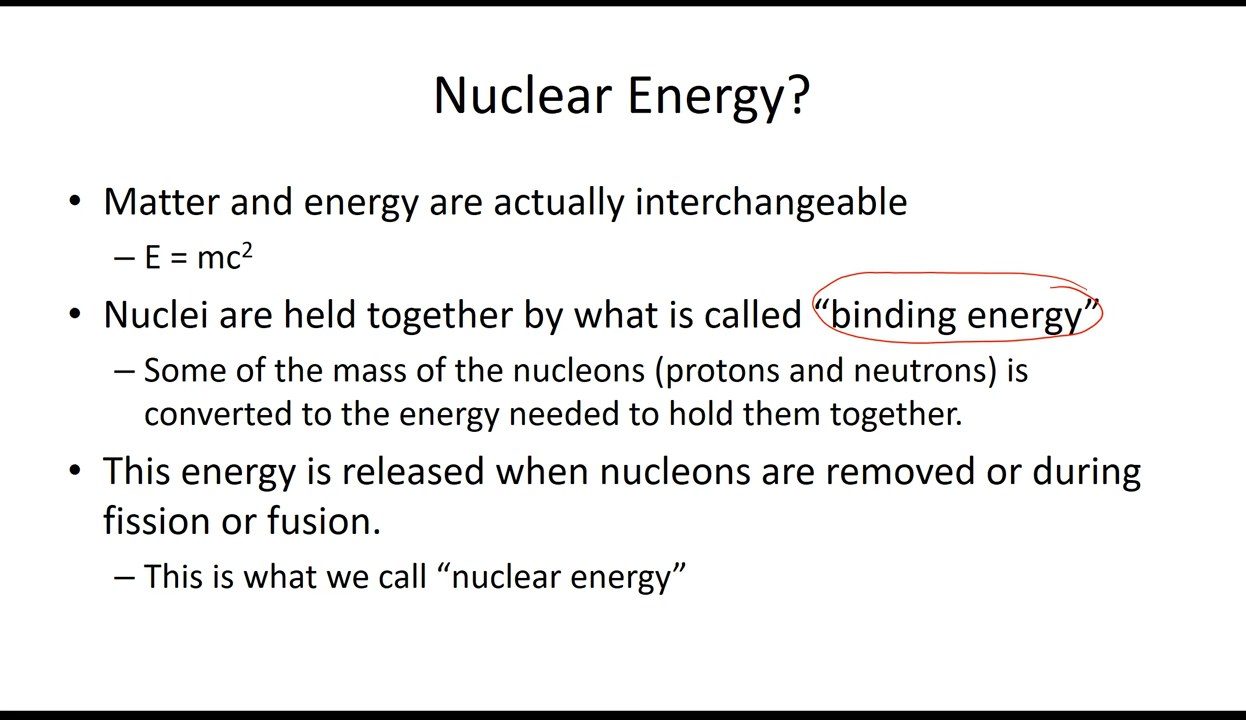 Nuclear Energy?
• Matter and energy are actually interchangeable
– E = mc²
• Nuclei are held together by what is called “binding energy”
– Some of the mass of the nucleons (protons and neutrons) is
converted to the energy needed to hold them together.
• This energy is released when nucleons are removed or during
fission or fusion.
– This is what we call “nuclear energy”